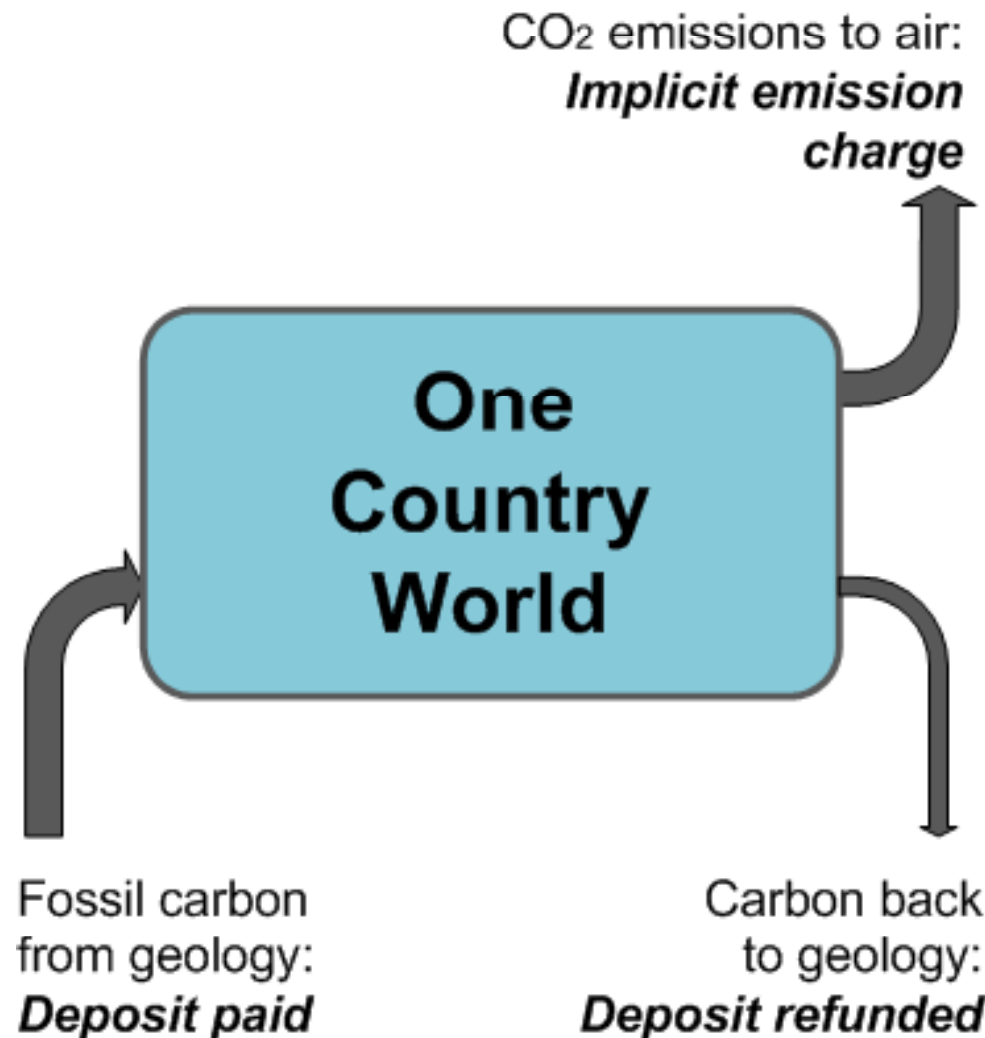 CO2 emissions to air:
Implicit emission
charge
One
Country
World
Fossil carbon
from geology:
Deposit paid
Carbon back
to geology:
Deposit refunded